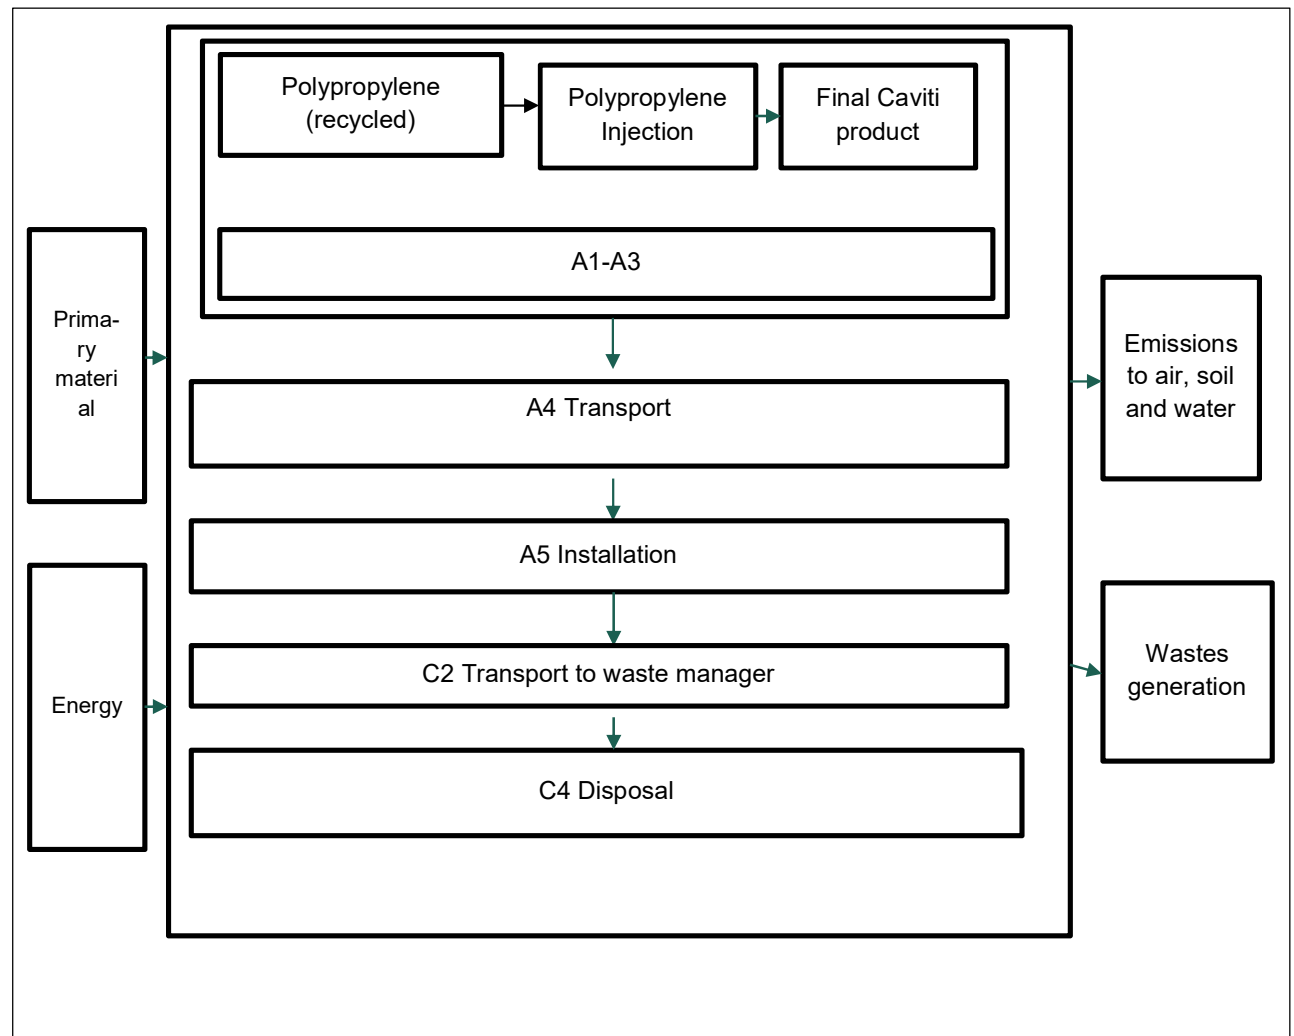 Polypropylene
(recycled)
Polypropylene
Injection
Final Caviti
product
A1-A3
Prima-
ry
materi
al
Emissions
to air, soil
and water
A4 Transport
A5 Installation
C2 Transport to waste manager
Energy
Wastes
generation
C4 Disposal